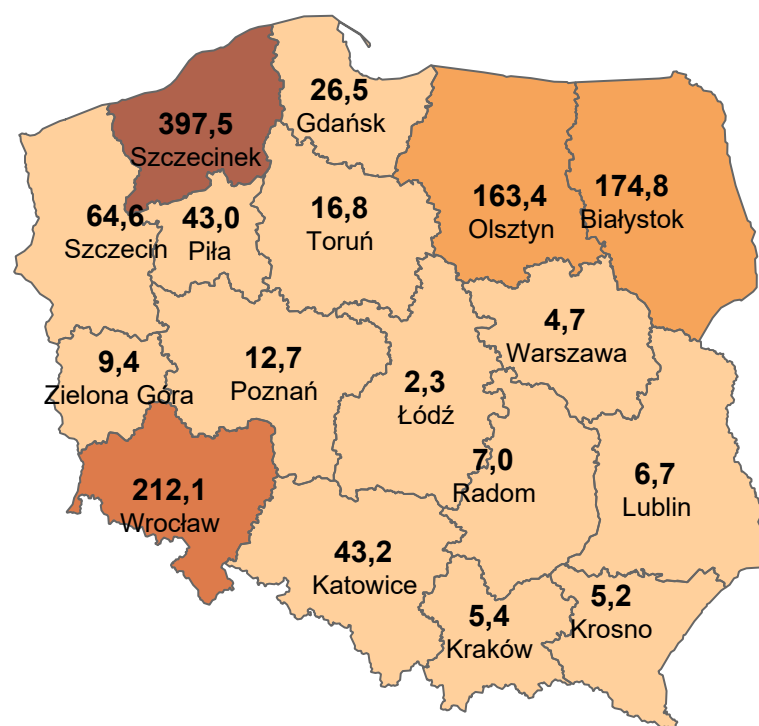 26,5
Gdańsk
397,5
Szczecinek
163,4
Olsztyn
174,8
Białystok
64,6
Szczecin
43,0
Piła
16,8
Toruń
4,7
Warszawa
9,4
Zielona Góra
12,7
Poznań
2,3
Łódź
7,0
Radom
6,7
Lublin
212,1
Wrocław
43,2
Katowice
5,4
Kraków
5,2
Krosno